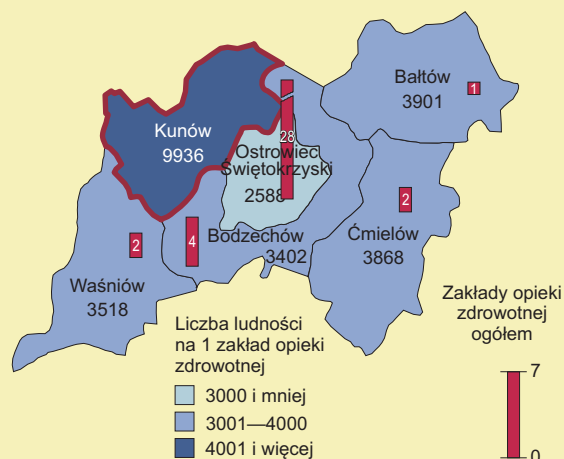 Bałtów
3901
1
Kunów
9936
28
Ostrowiec
Świętokrzyski
2588
2
Ćmielów
3868
4
Bodzechów
3402
2
Waśniów
3518
Liczba ludności
na 1 zakład opieki
zdrowotnej
3000 i mniej
3001—4000
4001 i więcej
Zakłady opieki
zdrowotnej
ogółem
7
0